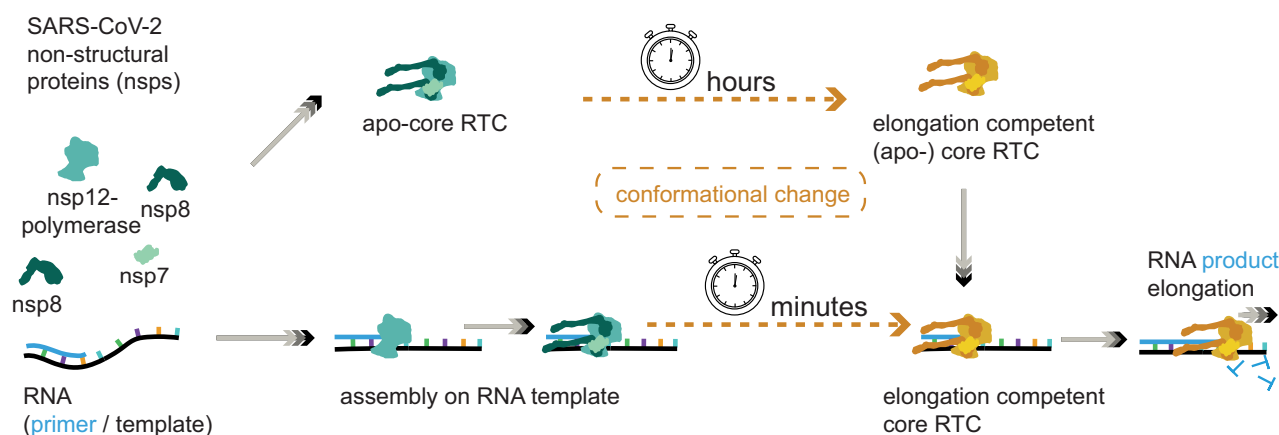 SARS-CoV-2
non-structural
proteins (nsps)
nsp12-
polymerase
nsp8
nsp7
nsp8
RNA
(primer / template)
apo-core RTC
hours
elongation competent
(apo-) core RTC
conformational change
assembly on RNA template
minutes
elongation competent
core RTC
RNA product
elongation